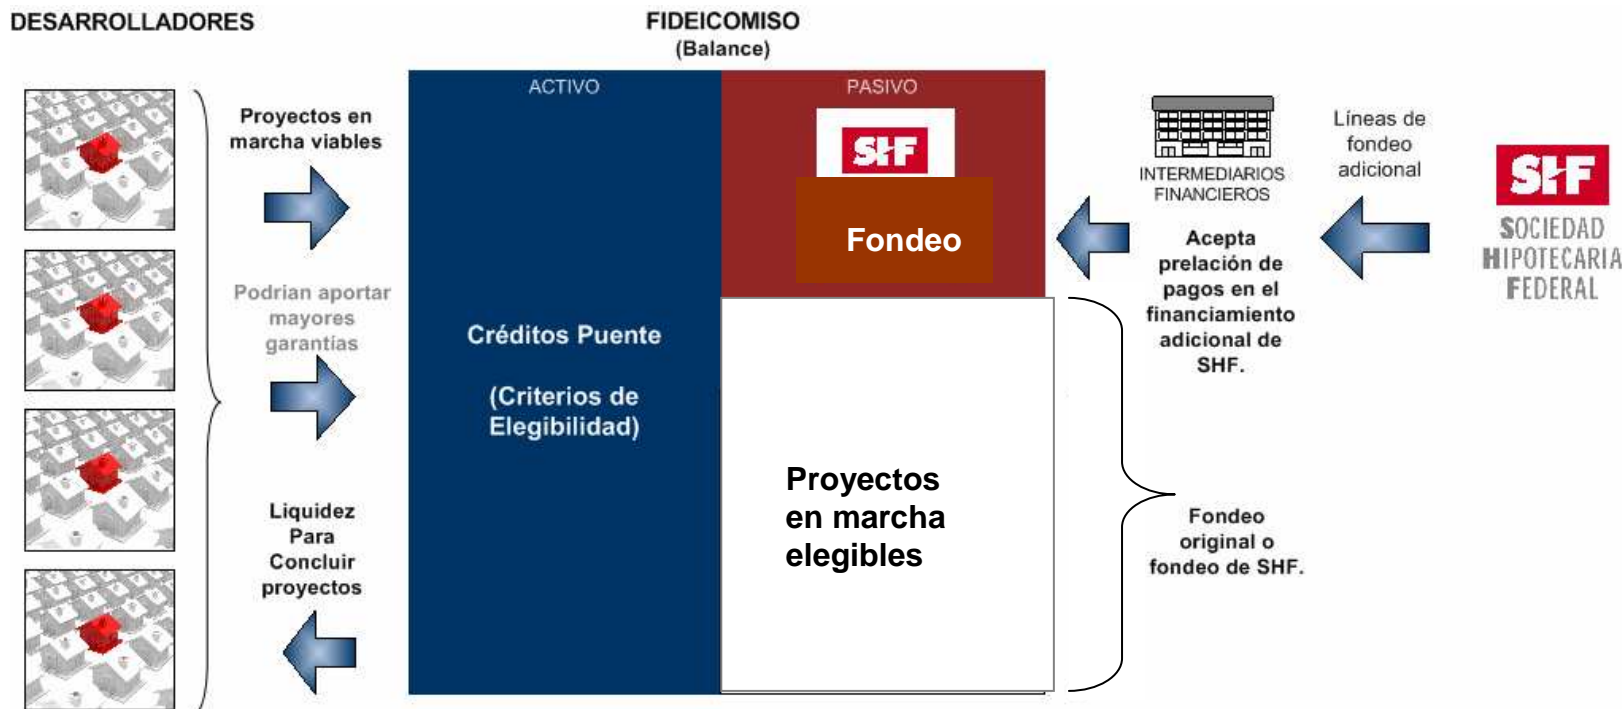 DESARROLLADORES
FIDEICOMISO
(Balance)
ACTIVO
PASIVO
Proyectos en
marcha viables
Podrian aportar
mayores
garantías
Liquidez
Para
Concluir
proyectos
Créditos Puente
(Criterios de
Elegibilidad)
SHF
Fondeo
Proyectos
en marcha
elegibles
INTERMEDIARIOS
FINANCIEROS
Acepta
prelación de
pagos en el
financiamiento
adicional de
SHF.
Fondeo
original o
fondeo de SHF.
Líneas de
fondeo
adicional
SHF
SOCIEDAD
HIPOTECARIA
FEDERAL